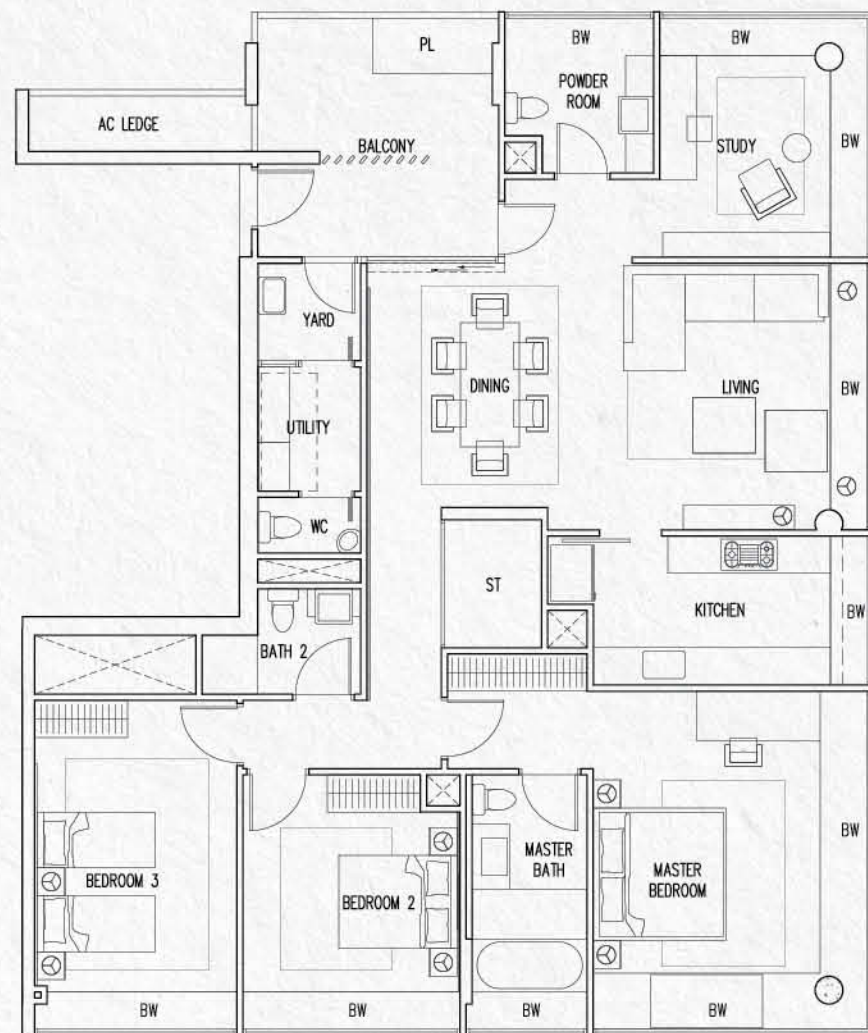 PL
BW
BW
POWDER
ROOM
AC LEDGE
BALCONY
STUDY
BW
YARD
DINING
LIVING
BW
UTILITY
WC
ST
KITCHEN
BW
BATH 2
BW
MASTER
BATH
MASTER
BEDROOM
BEDROOM 3
BEDROOM 2
BW
BW
BW
BW